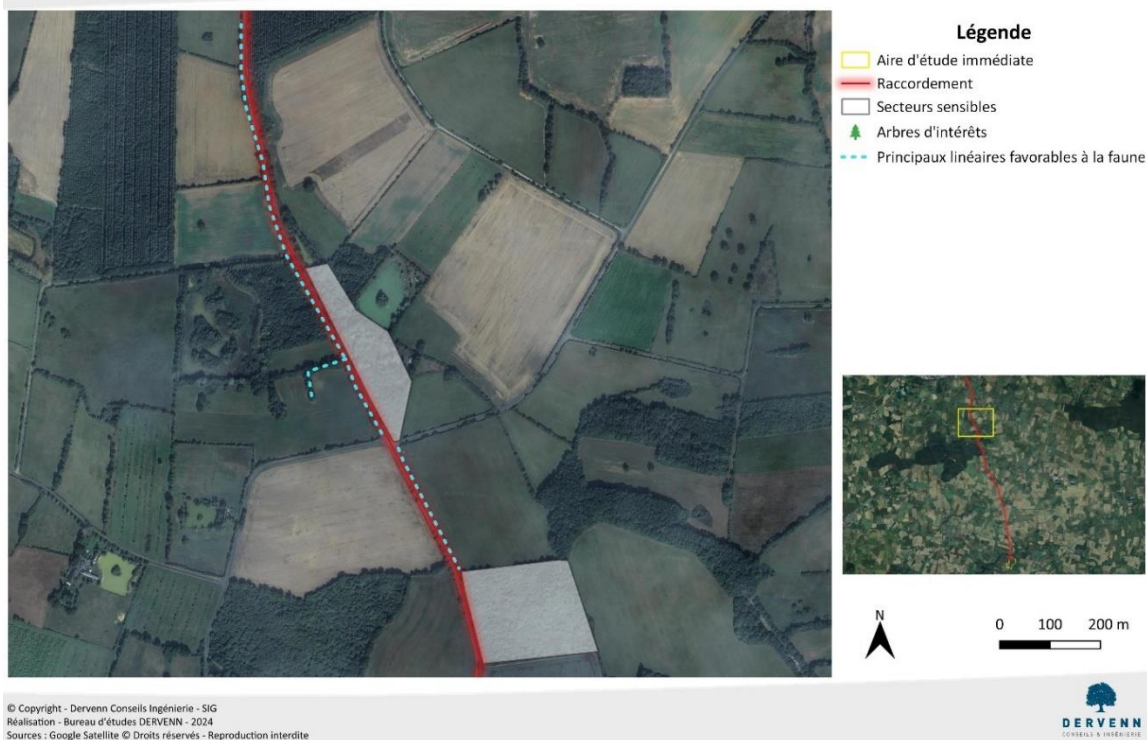 Légende
Aire d'étude immédiate
Raccordement
Secteurs sensibles
Arbres d'intérêts
Principaux linéaires favorables à la faune
N
0 100 200 m
© Copyright - Dervenn Conseils Ingénierie - SIG
Réalisation - Bureau d'études DERVENN - 2024
Sources : Google Satellite © Droits réservés - Reproduction interdite
DERVENN
CONSEILS & INGÉNIERIE